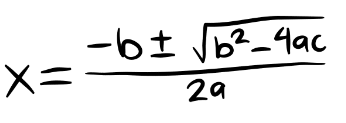 x = (-b ± √(b² - 4ac)) / 2a